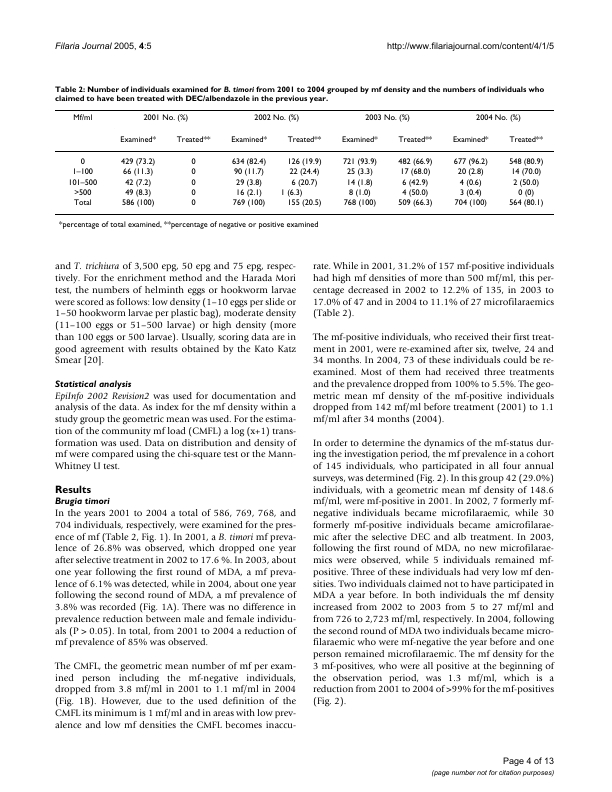 Filaria Journal 2005, 4:5
http://www.filariajournal.com/content/4/1/5
Table 2: Number of individuals examined for B. timori from 2001 to 2004 grouped by mf density and the numbers of individuals who
claimed to have been treated with DEC/albendazole in the previous year.
Mf/ml 2001 No. (%) 2002 No. (%) 2003 No. (%) 2004 No. (%)
Examined* Treated** Examined* Treated** Examined* Treated** Examined* Treated**
0 429 (73.2) 0 634 (82.4) 126 (19.9) 721 (93.9) 482 (66.9) 677 (96.2) 548 (80.9)
1–100 66 (11.3) 0 90 (11.7) 22 (24.4) 25 (3.3) 17 (68.0) 20 (2.8) 14 (70.0)
101–500 42 (7.2) 0 29 (3.8) 6 (20.7) 14 (1.8) 6 (42.9) 4 (0.6) 2 (50.0)
>500 49 (8.3) 0 16 (2.1) 1 (6.3) 8 (1.0) 4 (50.0) 3 (0.4) 0 (0)
Total 586 (100) 0 769 (100) 155 (20.5) 768 (100) 509 (66.3) 704 (100) 564 (80.1)
*percentage of total examined, **percentage of negative or positive examined
and T. trichiura of 3,500 epg, 50 epg and 75 epg, respec-
tively. For the enrichment method and the Harada Mori
test, the numbers of helminth eggs or hookworm larvae
were scored as follows: low density (1–10 eggs per slide or
1–50 hookworm larvae per plastic bag), moderate density
(11–100 eggs or 51–500 larvae) or high density (more
than 100 eggs or 500 larvae). Usually, scoring data are in
good agreement with results obtained by the Kato Katz
Smear [20].
Statistical analysis
EpiInfo 2002 Revision2 was used for documentation and
analysis of the data. As index for the mf density within a
study group the geometric mean was used. For the estima-
tion of the community mf load (CMFL) a log (x+1) trans-
formation was used. Data on distribution and density of
mf were compared using the chi-square test or the Mann-
Whitney U test.
Results
Brugia timori
In the years 2001 to 2004 a total of 586, 769, 768, and
704 individuals, respectively, were examined for the pres-
ence of mf (Table 2, Fig. 1). In 2001, a B. timori mf preva-
lence of 26.8% was observed, which dropped one year
after selective treatment in 2002 to 17.6 %. In 2003, about
one year following the first round of MDA, a mf preva-
lence of 6.1% was detected, while in 2004, about one year
following the second round of MDA, a mf prevalence of
3.8% was recorded (Fig. 1A). There was no difference in
prevalence reduction between male and female individu-
als (P > 0.05). In total, from 2001 to 2004 a reduction of
mf prevalence of 85% was observed.
The CMFL, the geometric mean number of mf per exam-
ined person including the mf-negative individuals,
dropped from 3.8 mf/ml in 2001 to 1.1 mf/ml in 2004
(Fig. 1B). However, due to the used definition of the
CMFL its minimum is 1 mf/ml and in areas with low prev-
alence and low mf densities the CMFL becomes inaccu-
rate. While in 2001, 31.2% of 157 mf-positive individuals
had high mf densities of more than 500 mf/ml, this per-
centage decreased in 2002 to 12.2% of 135, in 2003 to
17.0% of 47 and in 2004 to 11.1% of 27 microfilaraemics
(Table 2).
The mf-positive individuals, who received their first treat-
ment in 2001, were re-examined after six, twelve, 24 and
34 months. In 2004, 73 of these individuals could be re-
examined. Most of them had received three treatments
and the prevalence dropped from 100% to 5.5%. The geo-
metric mean mf density of the mf-positive individuals
dropped from 142 mf/ml before treatment (2001) to 1.1
mf/ml after 34 months (2004).
In order to determine the dynamics of the mf-status dur-
ing the investigation period, the mf prevalence in a cohort
of 145 individuals, who participated in all four annual
surveys, was determined (Fig. 2). In this group 42 (29.0%)
individuals, with a geometric mean mf density of 148.6
mf/ml, were mf-positive in 2001. In 2002, 7 formerly mf-
negative individuals became microfilaraemic, while 30
formerly mf-positive individuals became amicrofilarae-
mic after the selective DEC and alb treatment. In 2003,
following the first round of MDA, no new microfilarae-
mics were observed, while 5 individuals remained mf-
positive. Three of these individuals had very low mf den-
sities. Two individuals claimed not to have participated in
MDA a year before. In both individuals the mf density
increased from 2002 to 2003 from 5 to 27 mf/ml and
from 726 to 2,723 mf/ml, respectively. In 2004, following
the second round of MDA two individuals became micro-
filaraemic who were mf-negative the year before and one
person remained microfilaraemic. The mf density for the
3 mf-positives, who were all positive at the beginning of
the observation period, was 1.3 mf/ml, which is a
reduction from 2001 to 2004 of >99% for the mf-positives
(Fig. 2).
Page 4 of 13
(page number not for citation purposes)